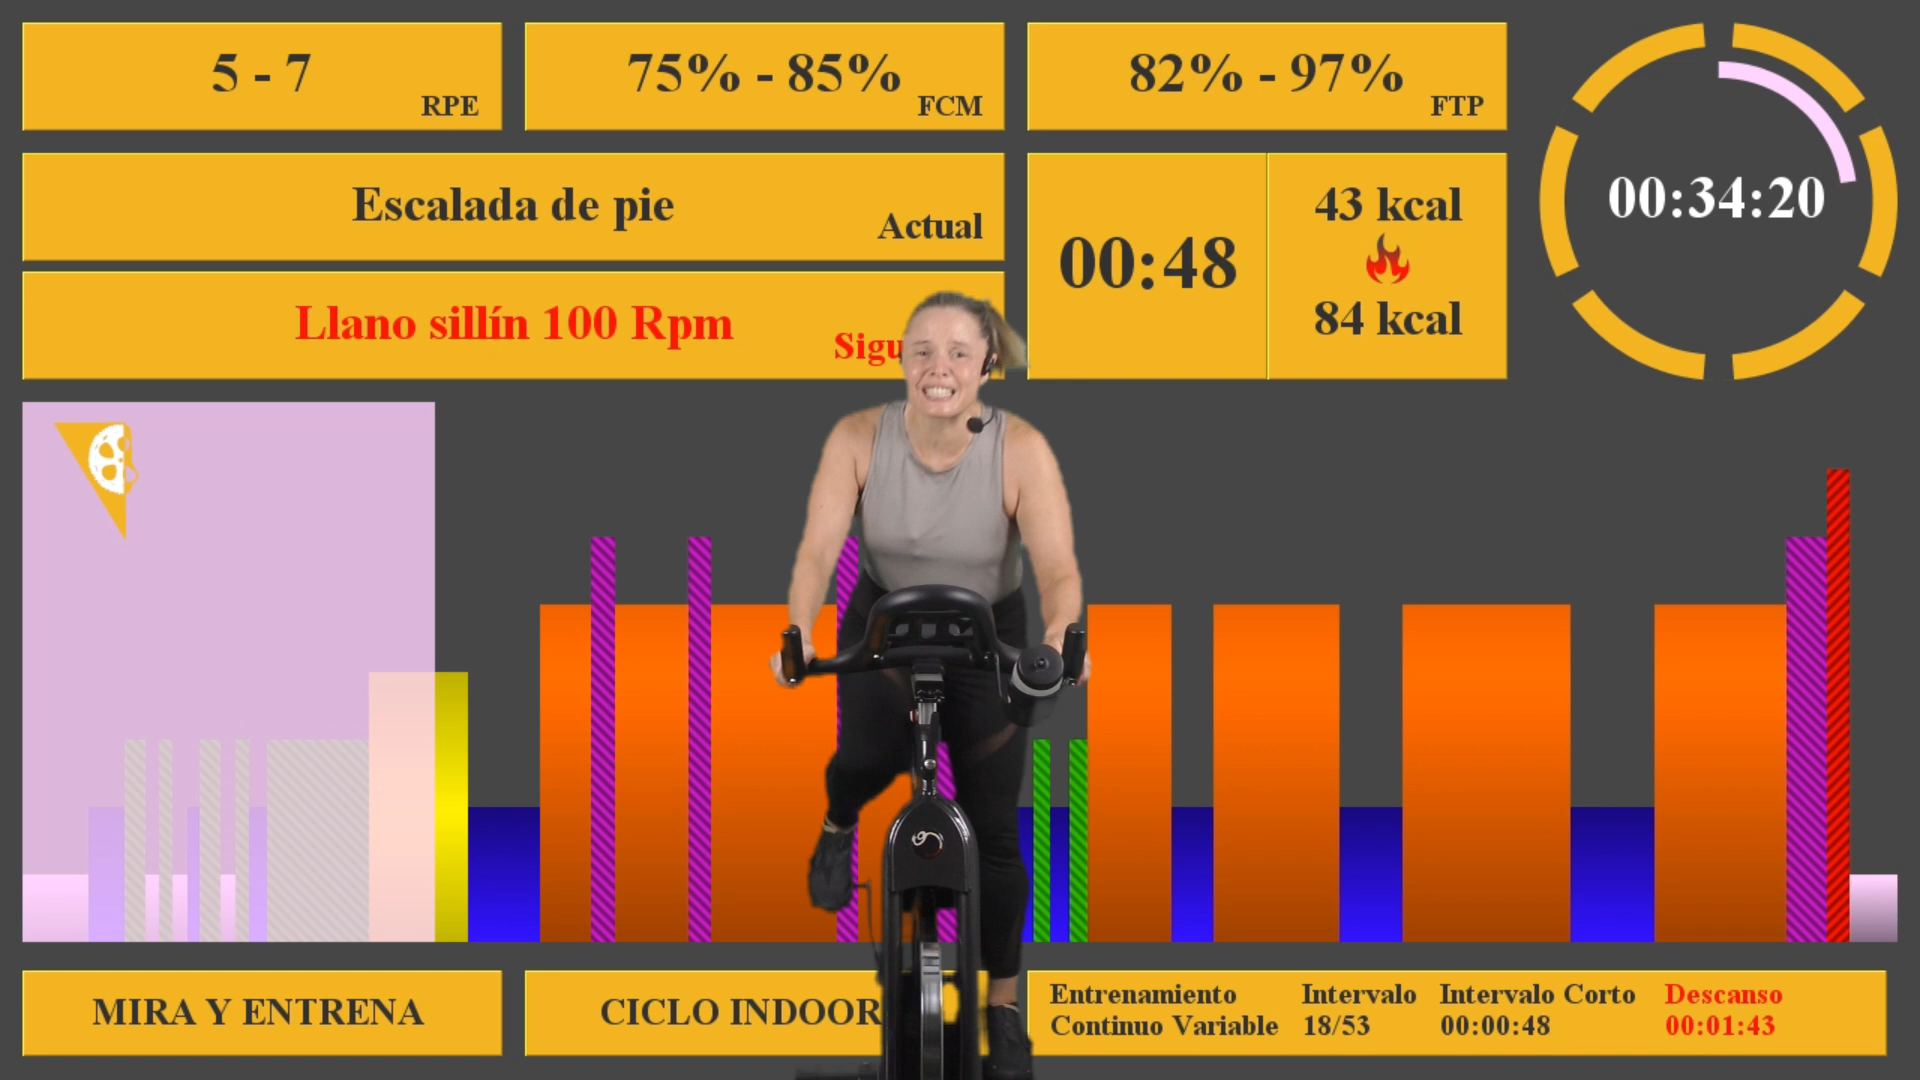 5 - 7
RPE
75% - 85%
FCM
82% - 97%
FTP
Escalada de pie
Actual
Llano sillín 100 Rpm
00:48
43 kcal
84 kcal
00:34:20
MIRA Y ENTRENA
CICLO INDOOR
Entrenamiento
Continuo Variable
Intervalo
18/53
Intervalo Corto
00:00:48
Descanso
00:01:43